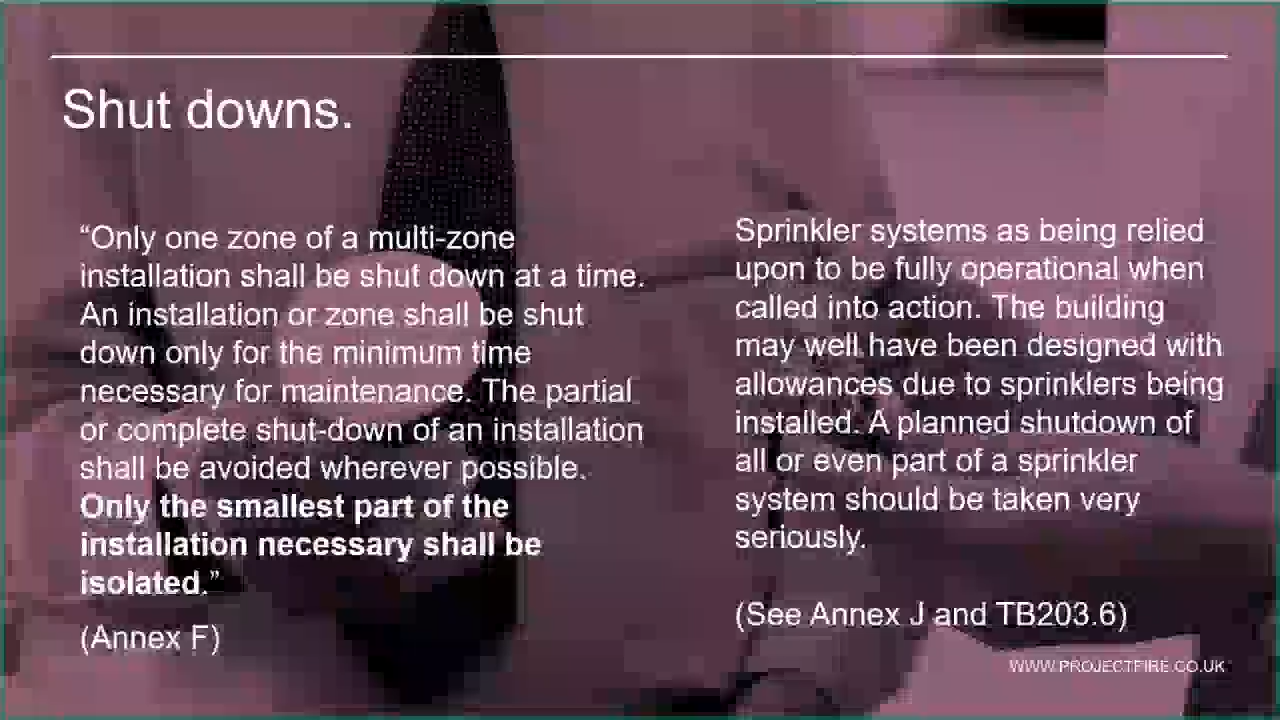 Shut downs.
“Only one zone of a multi-zone
installation shall be shut down at a time.
An installation or zone shall be shut
down only for the minimum time
necessary for maintenance. The partial
or complete shut-down of an installation
shall be avoided wherever possible.
Only the smallest part of the
installation necessary shall be
isolated.”
(Annex F)
Sprinkler systems as being relied
upon to be fully operational when
called into action. The building
may well have been designed with
allowances due to sprinklers being
installed. A planned shutdown of
all or even part of a sprinkler
system should be taken very
seriously.
(See Annex J and TB203.6)
WWW.PROJECTFIRE.CO.UK